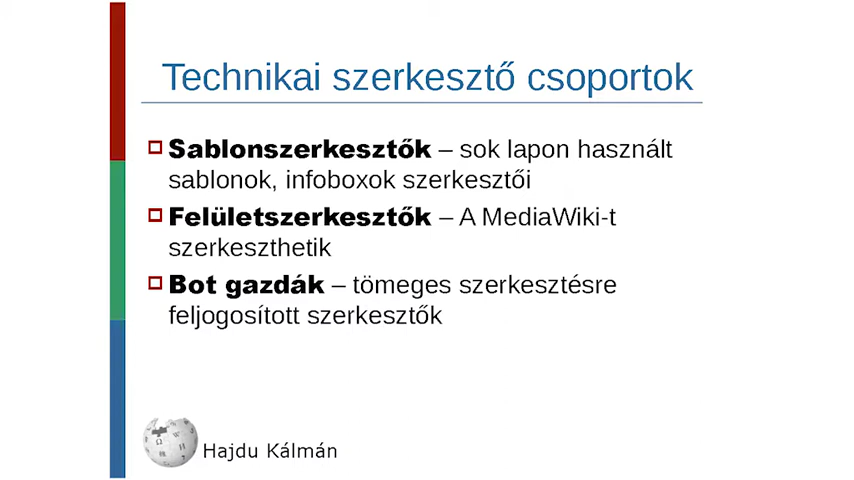 Technikai szerkesztő csoportok
Sablonszerkesztők – sok lapon használt
sablonok, infoboxok szerkesztői
Felületszerkesztők – A MediaWiki-t
szerkeszthetik
Bot gazdák – tömeges szerkesztésre
feljogosított szerkesztők
Hajdu Kálmán